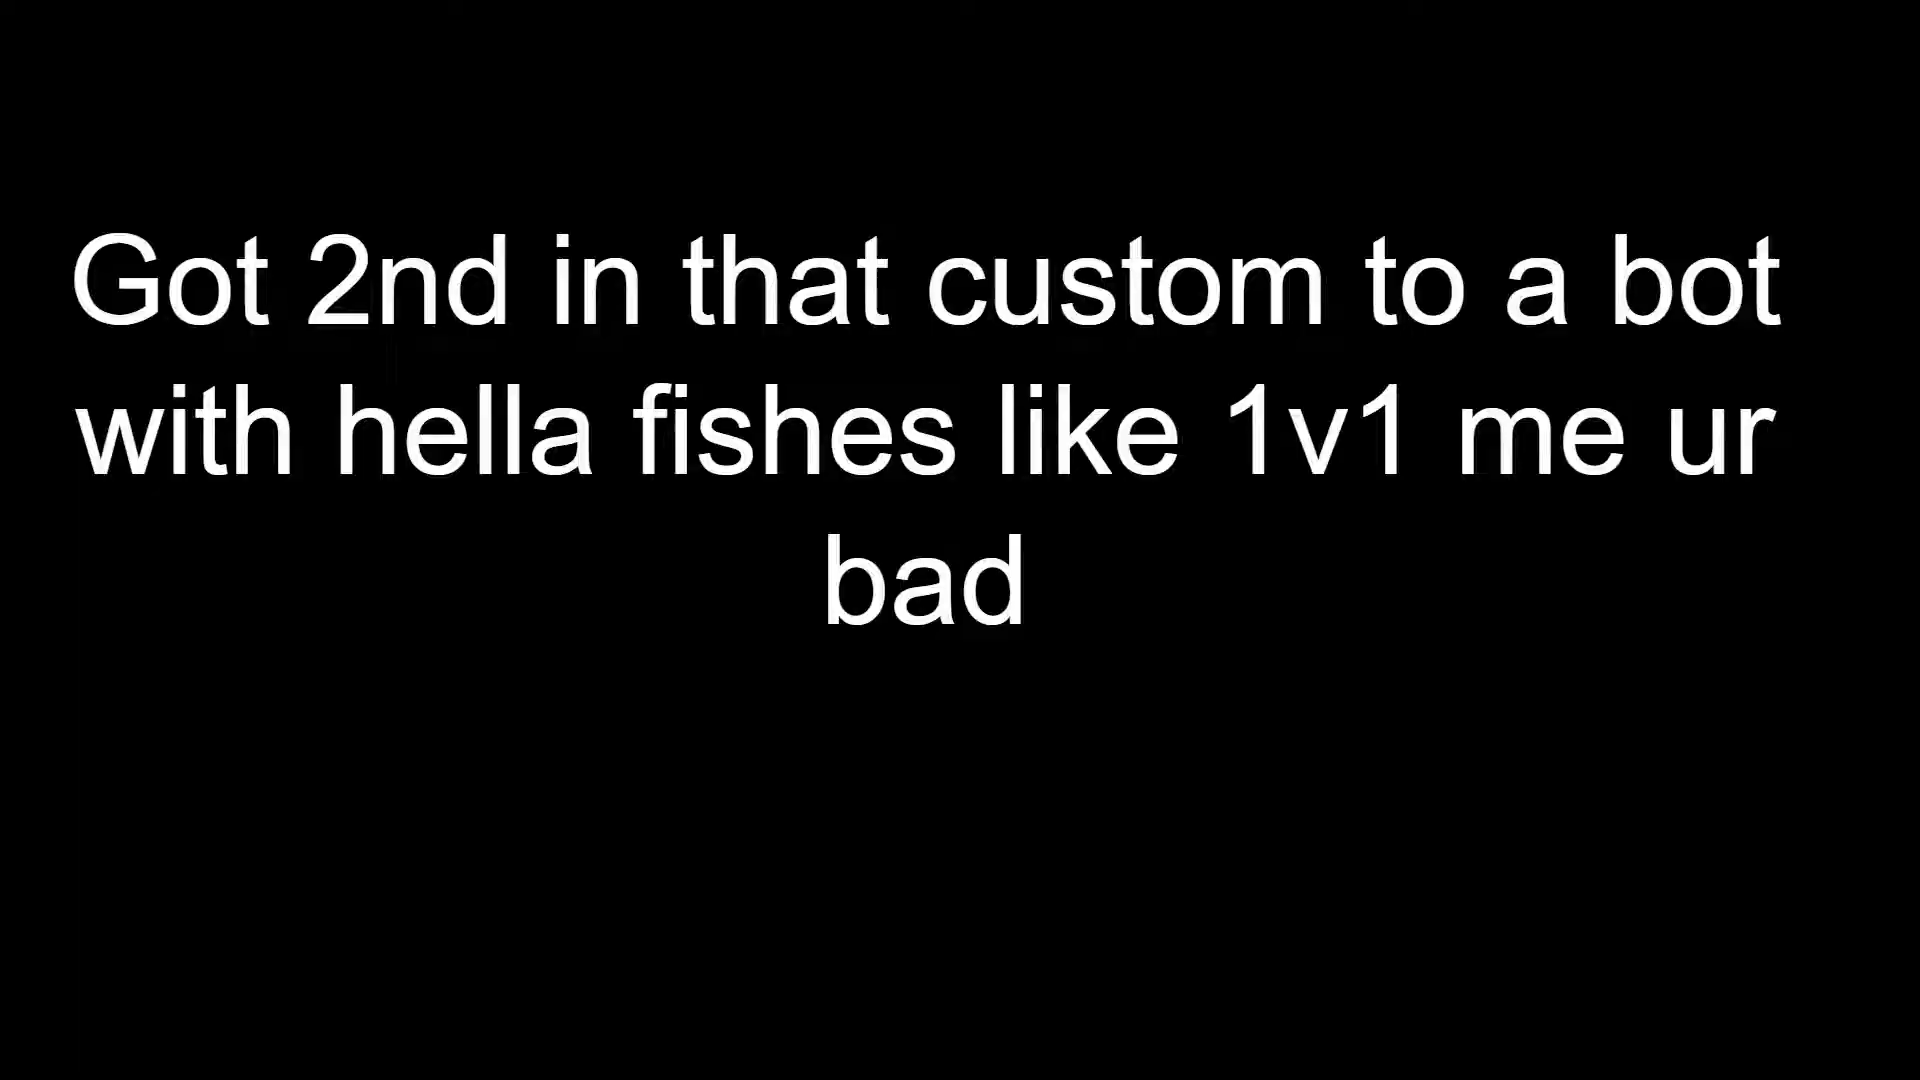 Got 2nd in that custom to a bot
with hella fishes like 1v1 me ur
bad